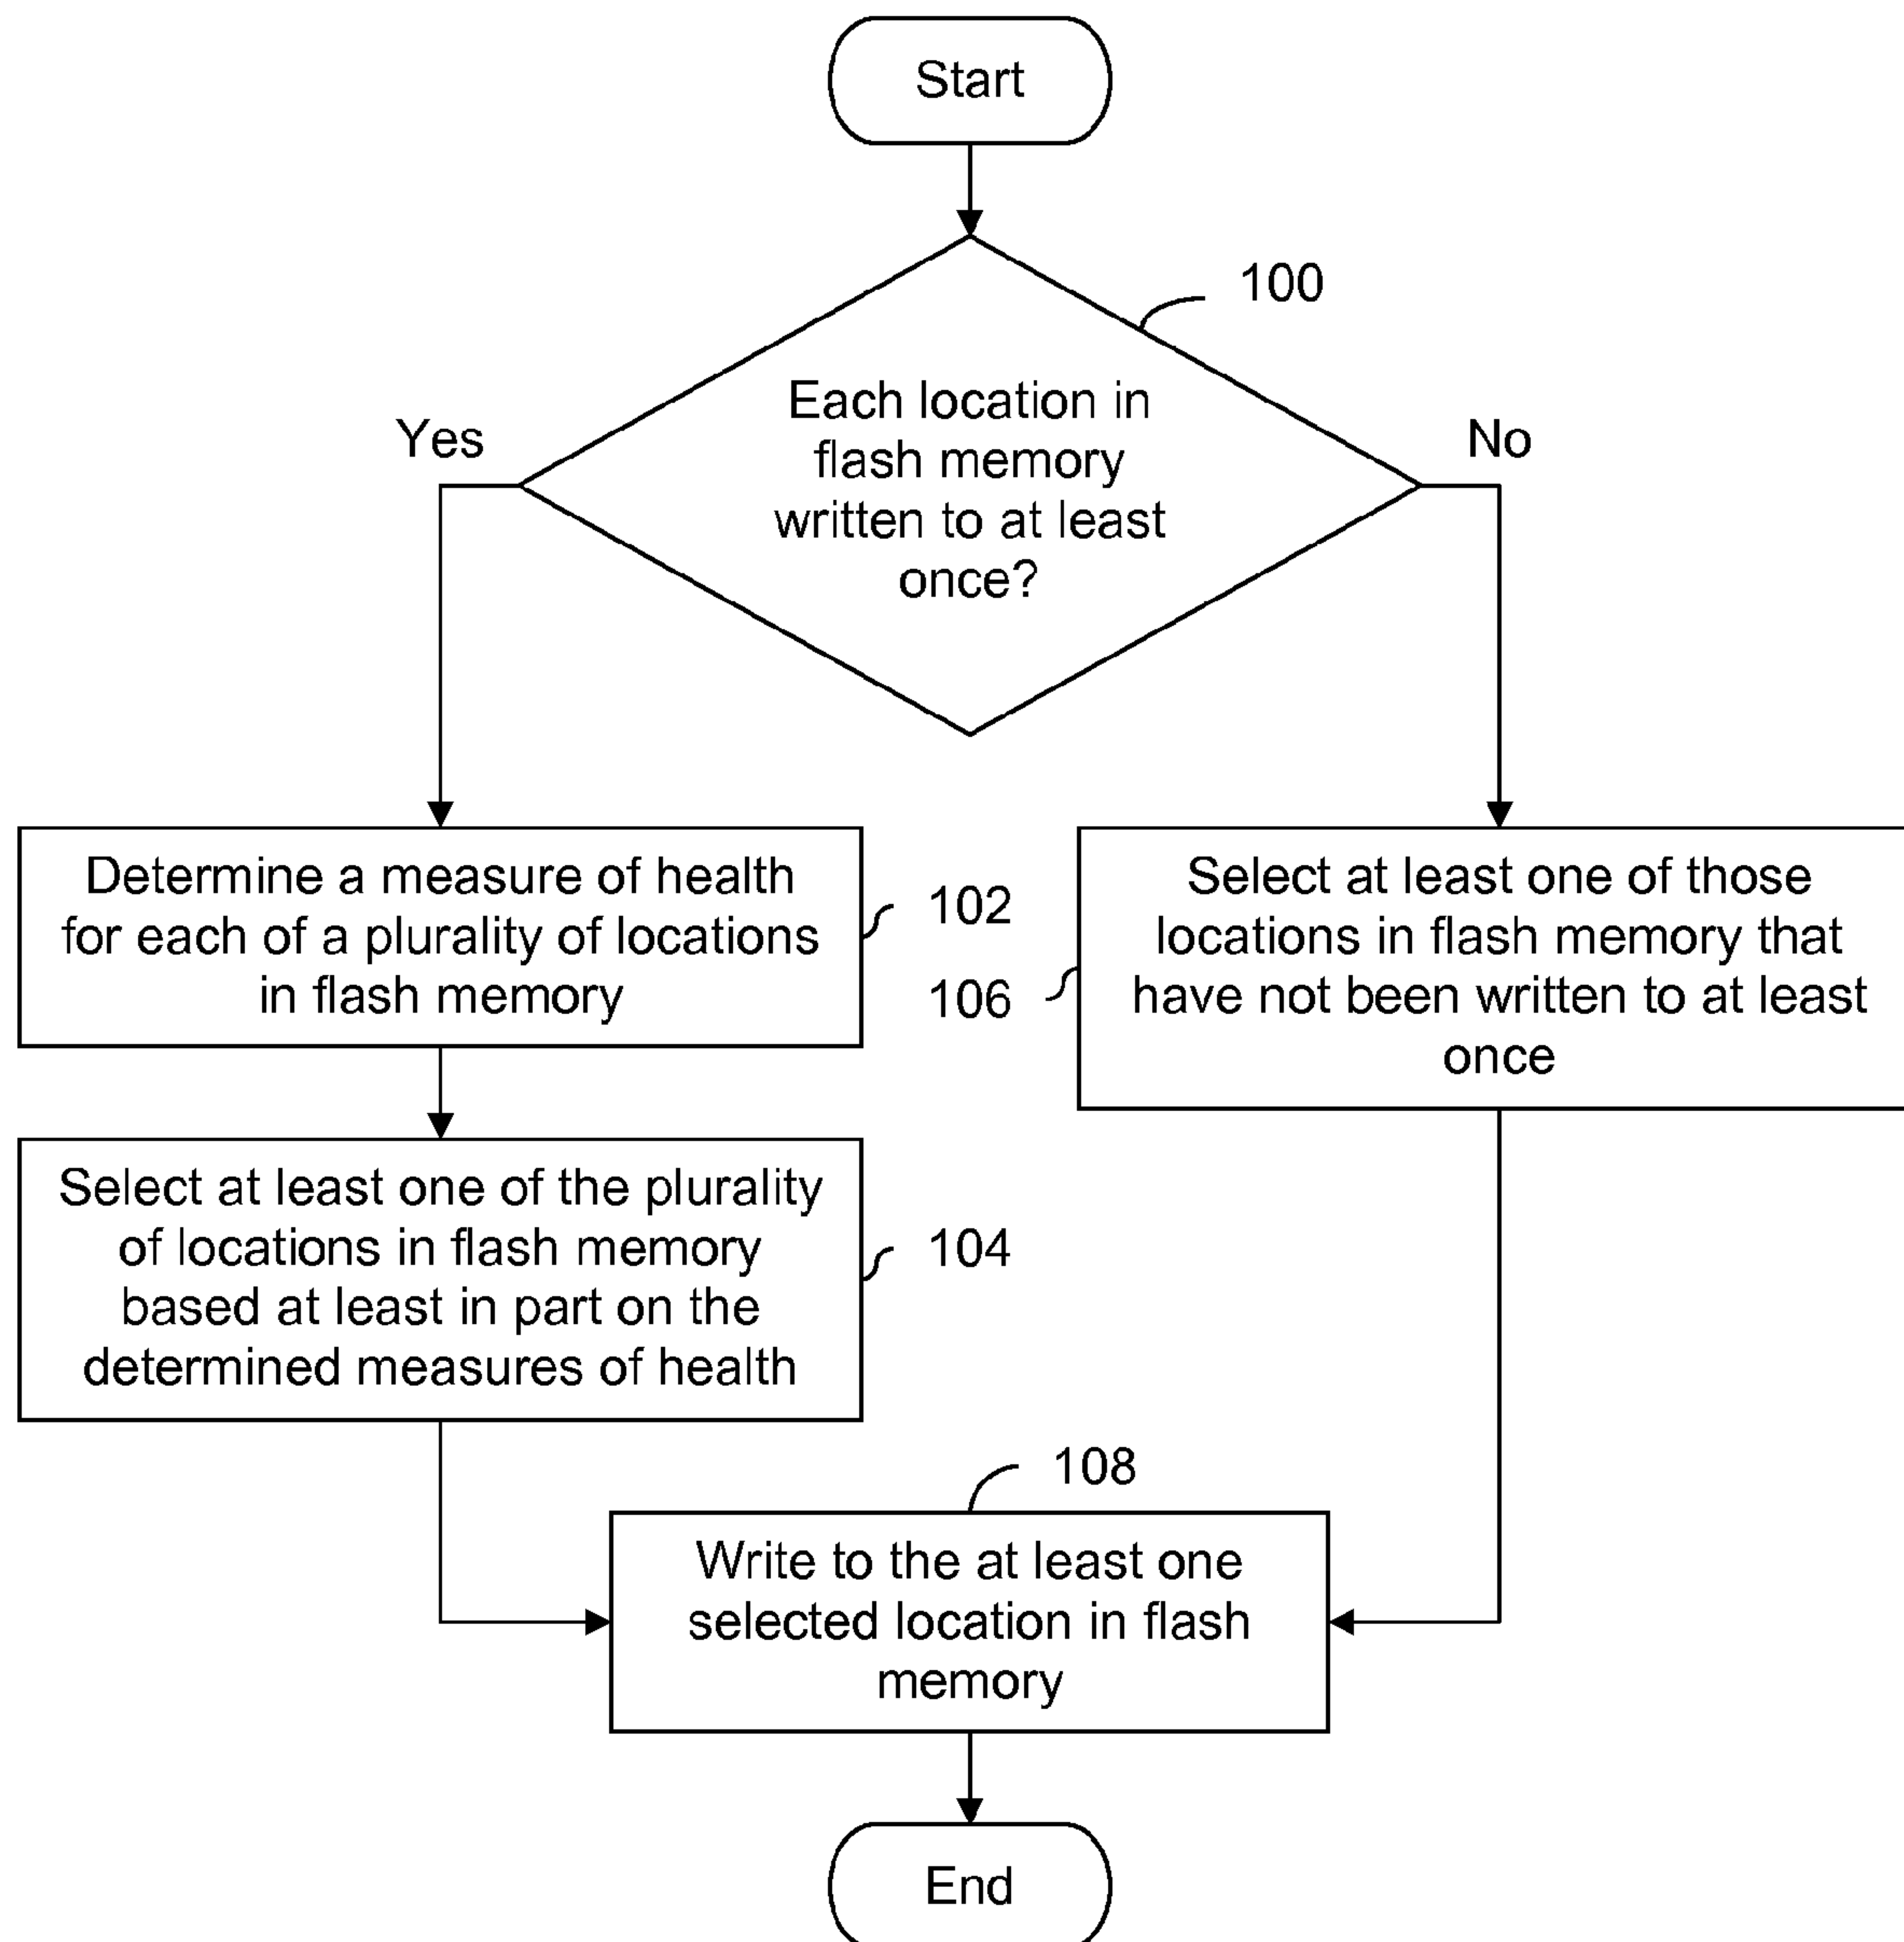 Start
100
Each location in
flash memory
written to at least
once?
Yes
No
Determine a measure of health
for each of a plurality of locations
in flash memory
102
106
Select at least one of those
locations in flash memory that
have not been written to at least
once
Select at least one of the plurality
of locations in flash memory
based at least in part on the
determined measures of health
104
108
Write to the at least one
selected location in flash
memory
End